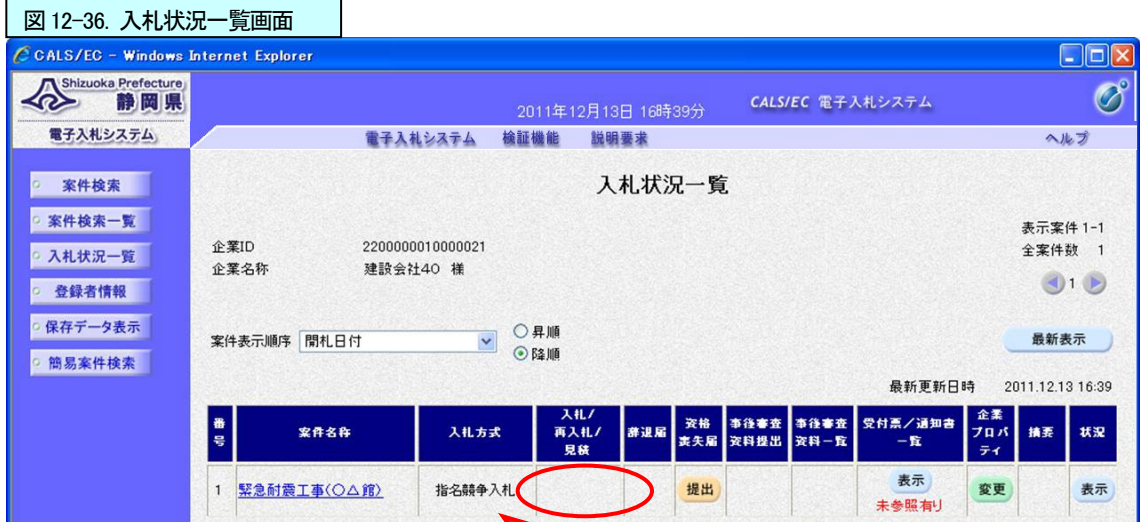 図 12-36. 入札状況一覧画面
CALS/EC - Windows Internet Explorer
Shizuoka Prefecture
静岡県
2011年12月13日 16時39分
CALS/EC 電子入札システム
電子入札システム
電子入札システム 検証機能 説明要求
ヘルプ
案件検索
案件検索一覧
入札状況一覧
登録者情報
保存データ表示
簡易案件検索
入札状況一覧
表示案件 1-1
全案件数 1
1
企業ID 2200000010000021
企業名称 建設会社40 様
案件表示順序 開札日付
昇順
降順
最新表示
最新更新日時 2011.12.13 16:39
番号 案件名称 入札方式 入札/再入札/見積 辞退届 資格喪失届 事後審査資料提出 事後審査資料一覧 受付票/通知書一覧 企業プロパティ 摘要 状況
1 緊急耐震工事(○△館) 指名競争入札 提出 表示 変更 表示
未参照有り